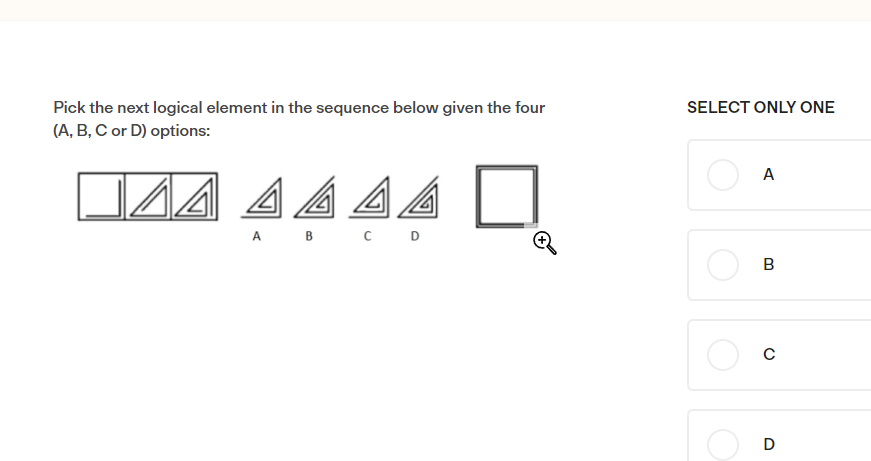 Pick the next logical element in the sequence below given the four
(A, B, C or D) options:
A B C D
SELECT ONLY ONE
A
B
C
D